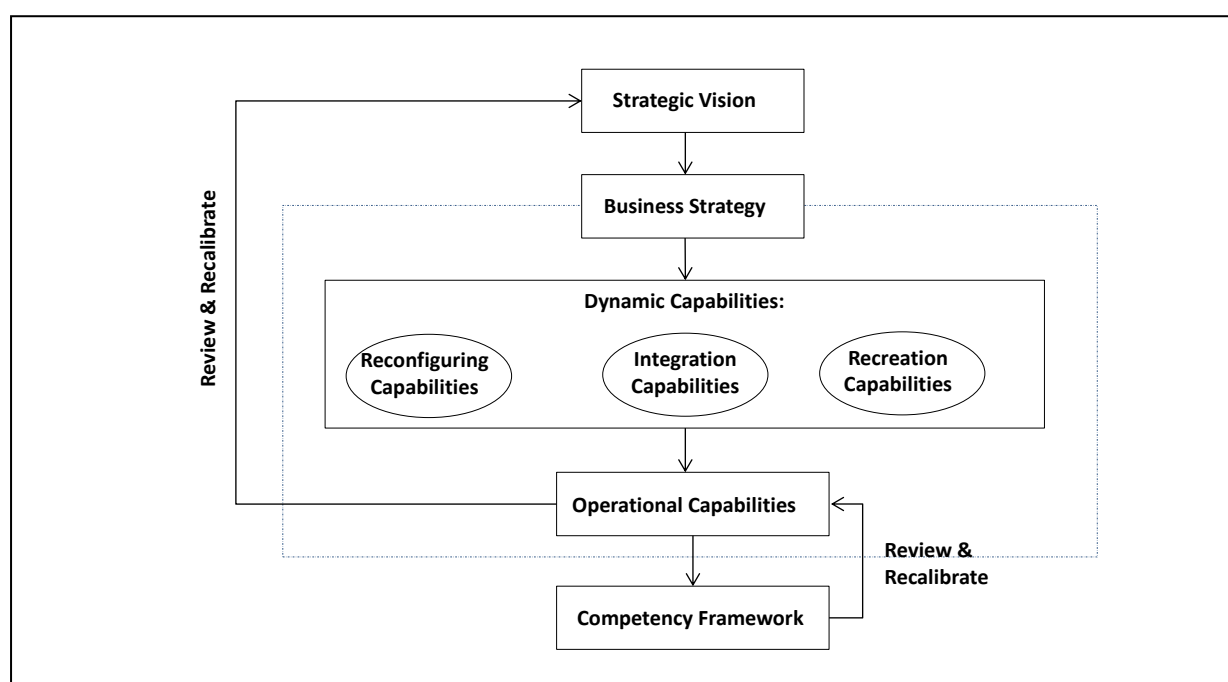 Strategic Vision
Business Strategy
Review & Recalibrate
Dynamic Capabilities:
Reconfiguring
Capabilities
Integration
Capabilities
Recreation
Capabilities
Operational Capabilities
Review &
Recalibrate
Competency Framework